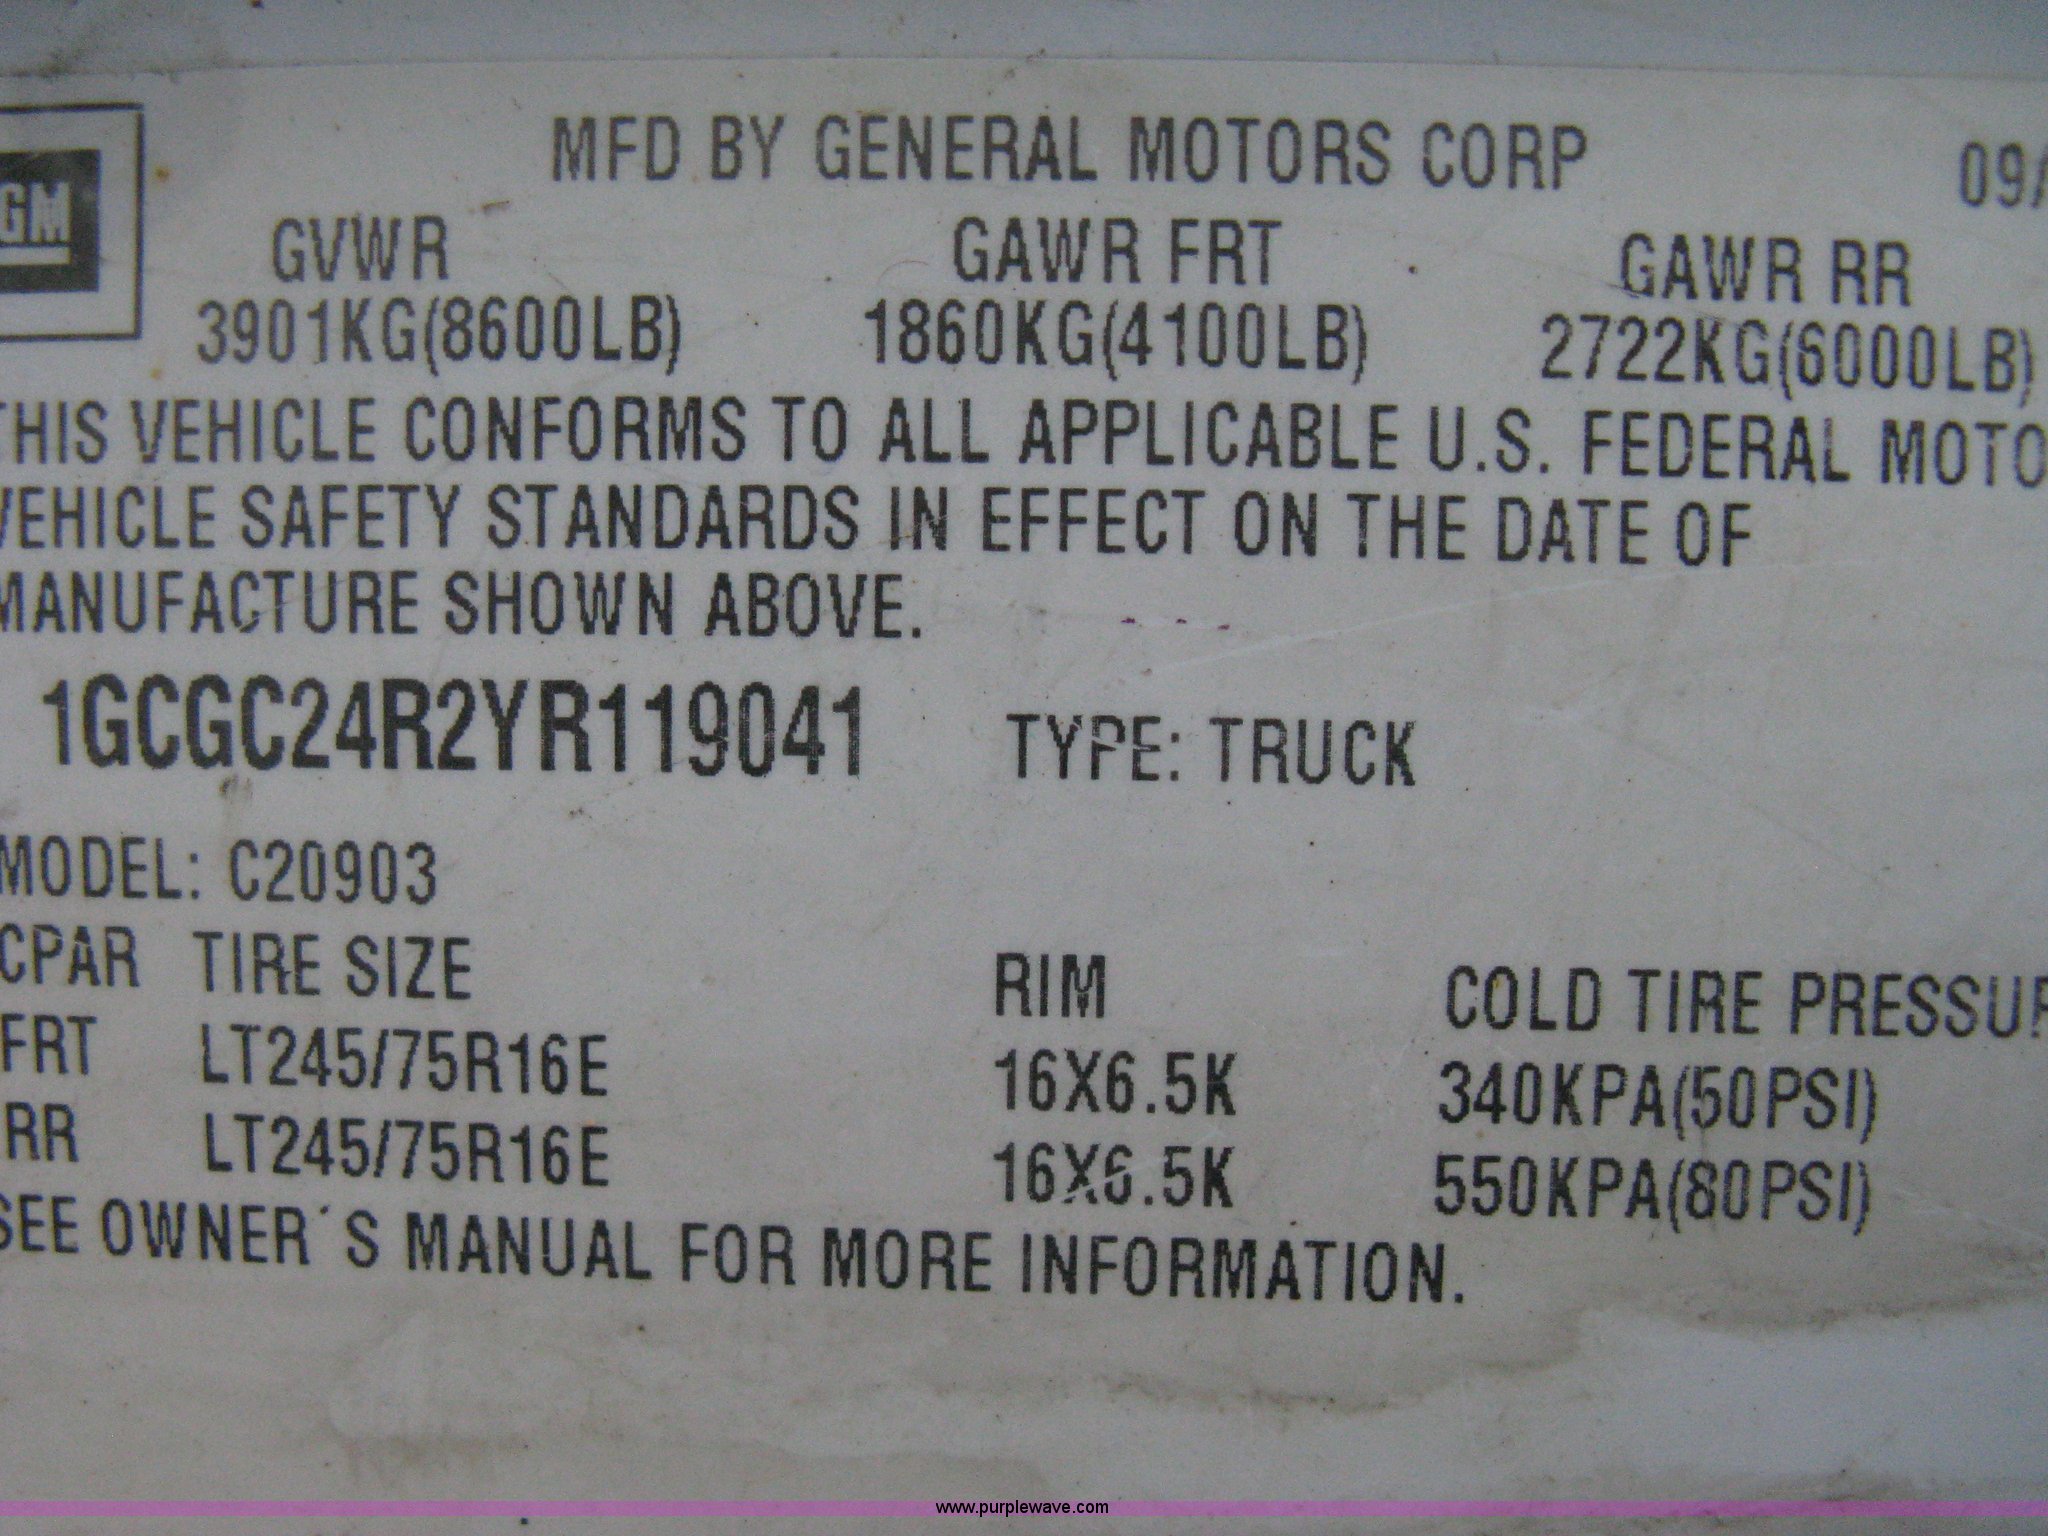 MFD BY GENERAL MOTORS CORP 09/
GM
GVWR GAWR FRT GAWR RR
3901KG(8600LB) 1860KG(4100LB) 2722KG(6000LB)
THIS VEHICLE CONFORMS TO ALL APPLICABLE U.S. FEDERAL MOTO
VEHICLE SAFETY STANDARDS IN EFFECT ON THE DATE OF
MANUFACTURE SHOWN ABOVE.
1GCGC24R2YR119041 TYPE: TRUCK
MODEL: C20903
CPAR TIRE SIZE RIM COLD TIRE PRESSUR
FRT LT245/75R16E 16X6.5K 340KPA(50PSI)
RR LT245/75R16E 16X6.5K 550KPA(80PSI)
SEE OWNER´S MANUAL FOR MORE INFORMATION.
www.purplewave.com